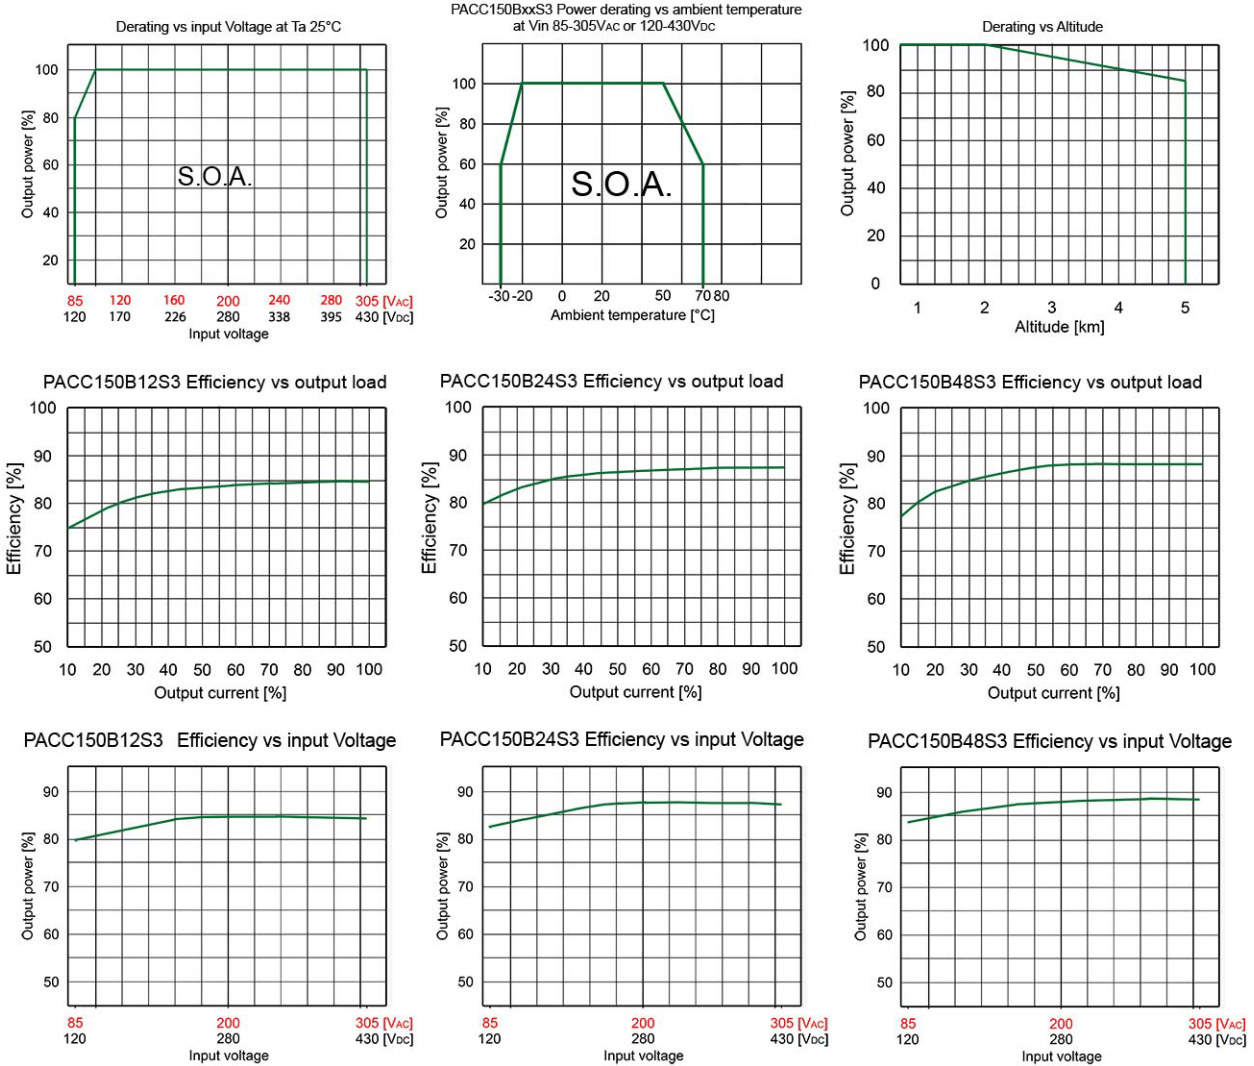 Derating vs input Voltage at Ta 25°C
Output power [%]
100
80
60
40
20
S.O.A.
85 120 160 200 240 280 305 [VAC]
120 170 226 280 338 395 430 [VDC]
Input voltage
PACC150BxxS3 Power derating vs ambient temperature
at Vin 85-305VAC or 120-430VDC
Output power [%]
100
80
60
40
20
S.O.A.
-30 -20 0 20 50 70 80
Ambient temperature [°C]
Derating vs Altitude
Output power [%]
100
80
60
40
20
0
1 2 3 4 5
Altitude [km]
PACC150B12S3 Efficiency vs output load
Efficiency [%]
100
90
80
70
60
50
10 20 30 40 50 60 70 80 90 100
Output current [%]
PACC150B24S3 Efficiency vs output load
Efficiency [%]
100
90
80
70
60
50
10 20 30 40 50 60 70 80 90 100
Output current [%]
PACC150B48S3 Efficiency vs output load
Efficiency [%]
100
90
80
70
60
50
10 20 30 40 50 60 70 80 90 100
Output current [%]
PACC150B12S3 Efficiency vs input Voltage
Output power [%]
90
80
70
60
50
85 200 305 [VAC]
120 280 430 [VDC]
Input voltage
PACC150B24S3 Efficiency vs input Voltage
Output power [%]
90
80
70
60
50
85 200 305 [VAC]
120 280 430 [VDC]
Input voltage
PACC150B48S3 Efficiency vs input Voltage
Output power [%]
90
80
70
60
50
85 200 305 [VAC]
120 280 430 [VDC]
Input voltage